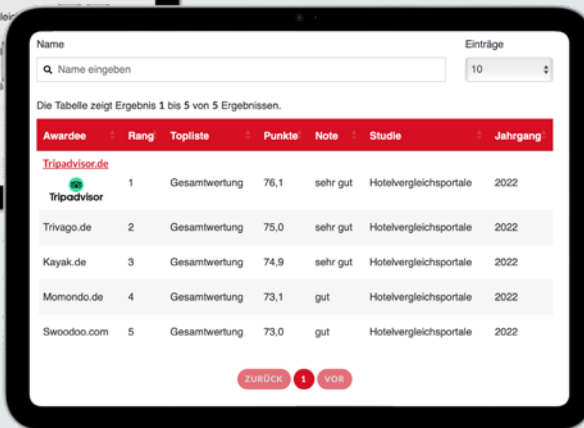 Name
Einträge
Name eingeben
10
Die Tabelle zeigt Ergebnis 1 bis 5 von 5 Ergebnissen.
Awardee Rang Topliste Punkte Note Studie Jahrgang
Tripadvisor.de
Tripadvisor
1 Gesamtwertung 76,1 sehr gut Hotelvergleichsportale 2022
Trivago.de 2 Gesamtwertung 75,0 sehr gut Hotelvergleichsportale 2022
Kayak.de 3 Gesamtwertung 74,9 sehr gut Hotelvergleichsportale 2022
Momondo.de 4 Gesamtwertung 73,1 gut Hotelvergleichsportale 2022
Swoodoo.com 5 Gesamtwertung 73,0 gut Hotelvergleichsportale 2022
ZURÜCK 1 VOR